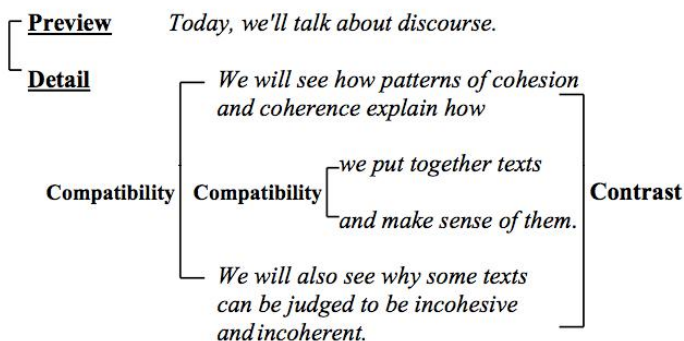 Preview Today, we'll talk about discourse.
Detail We will see how patterns of cohesion
and coherence explain how
we put together texts
Compatibility Compatibility Contrast
and make sense of them.
We will also see why some texts
can be judged to be incohesive
and incoherent.